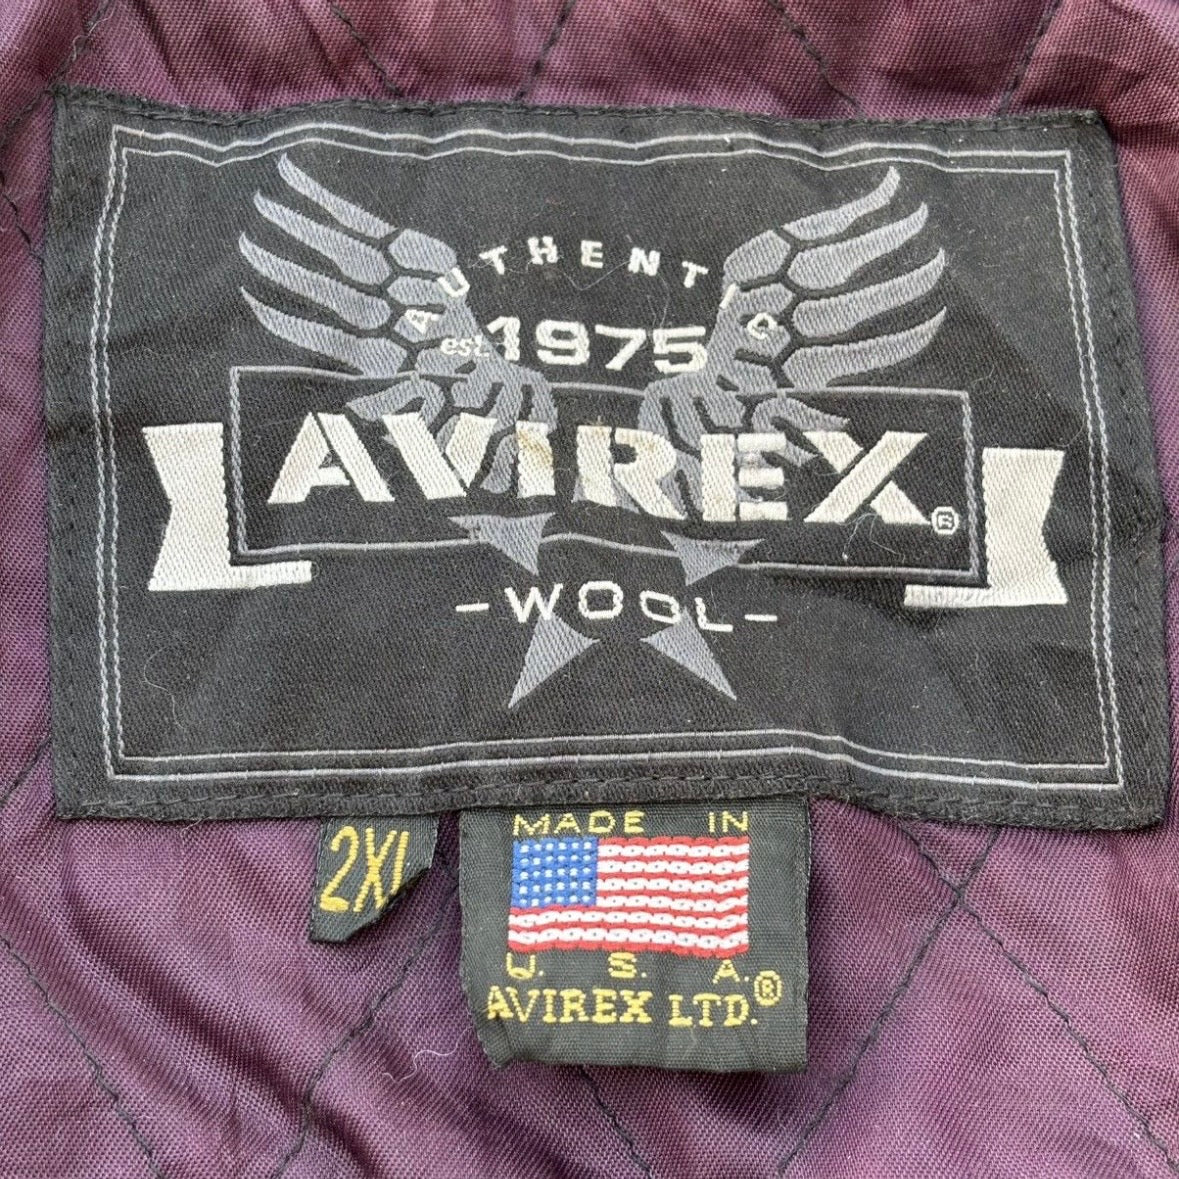 AUTHENTIC
est. 1975
AVIREX®
-WOOL-
2XL
MADE IN
U. S. A.
AVIREX LTD.®